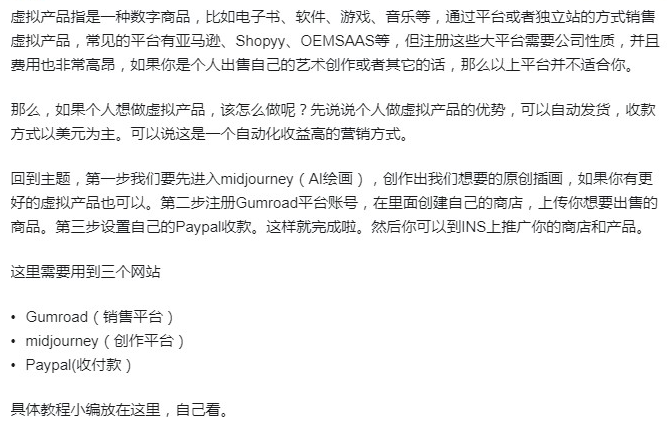 虚拟产品指是一种数字商品，比如电子书、软件、游戏、音乐等，通过平台或者独立站的方式销售
虚拟产品，常见的平台有亚马逊、Shopyy、OEMSAAS等，但注册这些大平台需要公司性质，并且
费用也非常高昂，如果你是个人出售自己的艺术创作或者其它的话，那么以上平台并不适合你。
那么，如果个人想做虚拟产品，该怎么做呢？先说说个人做虚拟产品的优势，可以自动发货，收款
方式以美元为主。可以说这是一个自动化收益高的营销方式。
回到主题，第一步我们要先进入midjourney（AI绘画），创作出我们想要的原创插画，如果你有更
好的虚拟产品也可以。第二步注册Gumroad平台账号，在里面创建自己的商店，上传你想要出售的
商品。第三步设置自己的Paypal收款。这样就完成啦。然后你可以到INS上推广你的商店和产品。
这里需要用到三个网站
• Gumroad（销售平台）
• midjourney（创作平台）
• Paypal(收付款）
具体教程小编放在这里，自己看。